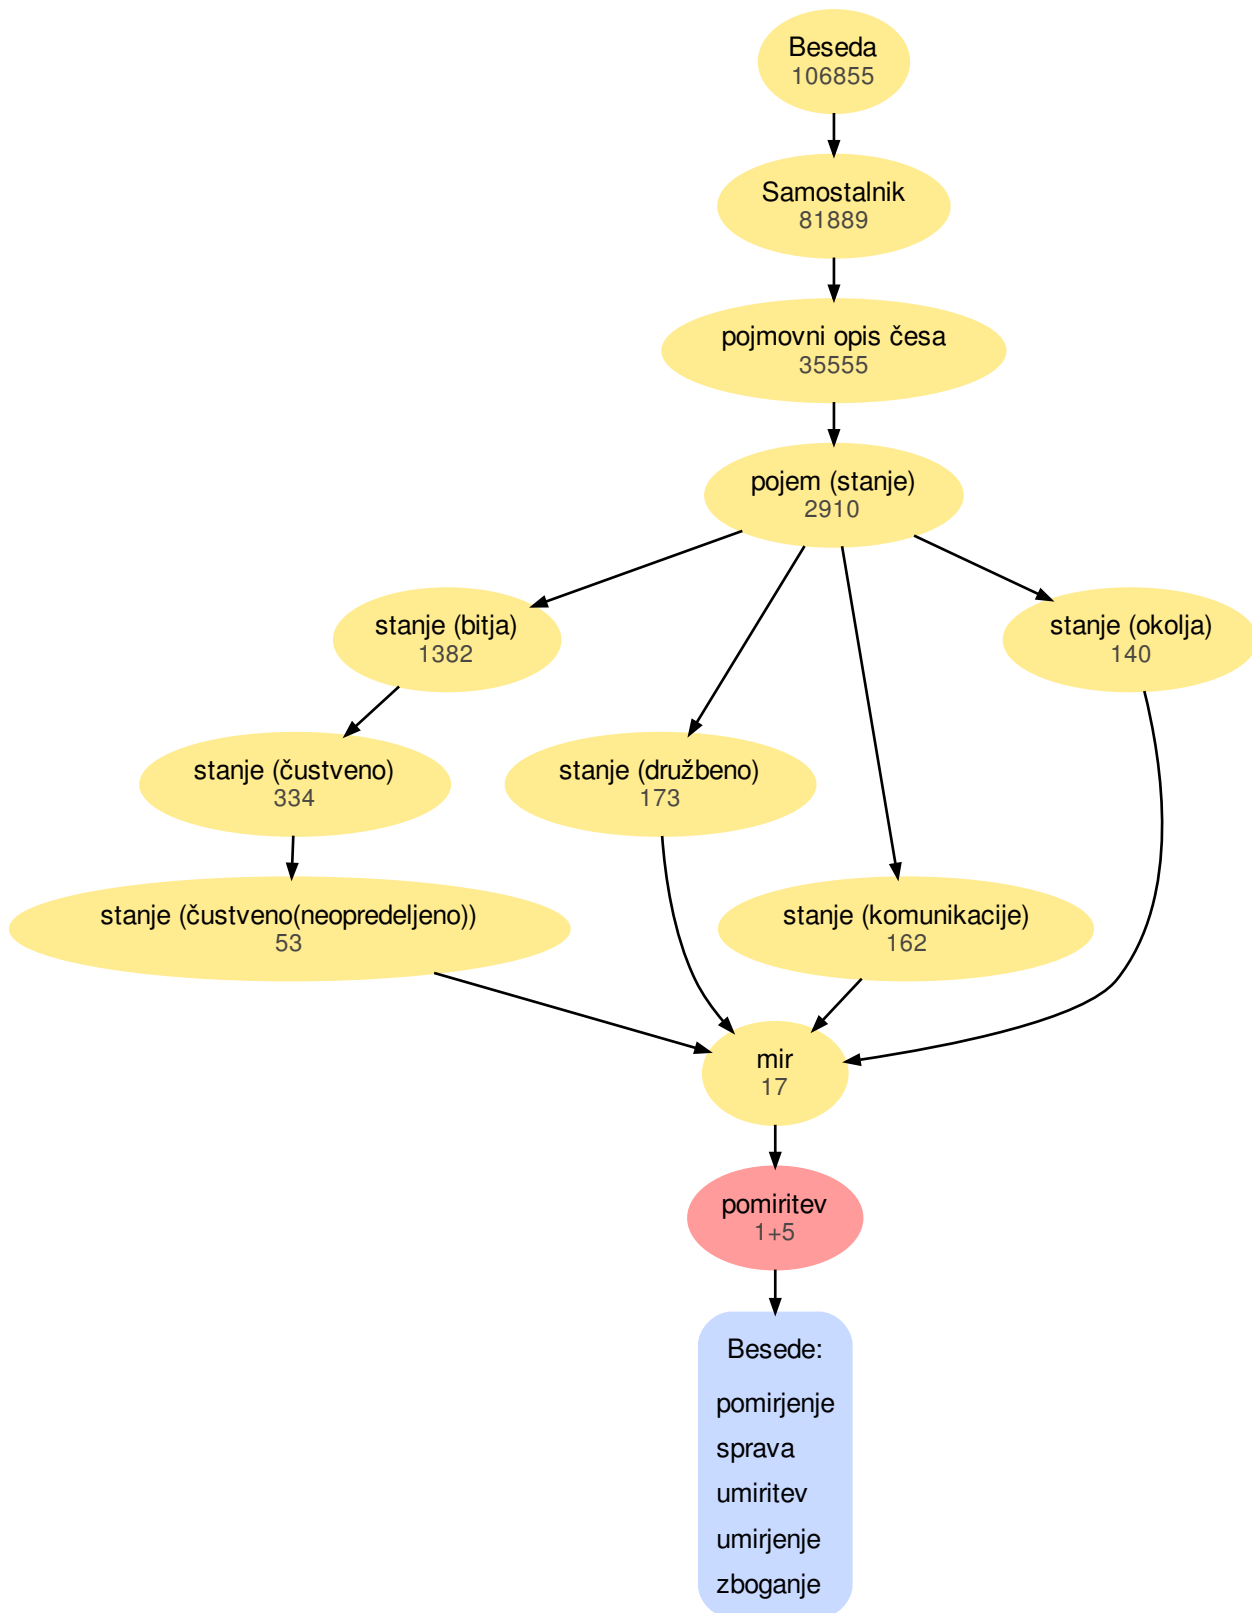 Beseda
106855
Samostalnik
81889
pojmovni opis česa
35555
pojem (stanje)
2910
stanje (bitja)
1382
stanje (okolja)
140
stanje (čustveno)
334
stanje (družbeno)
173
stanje (čustveno(neopredeljeno))
53
stanje (komunikacije)
162
mir
17
pomiritev
1+5
Besede:
pomirjenje
sprava
umiritev
umirjenje
zboganje